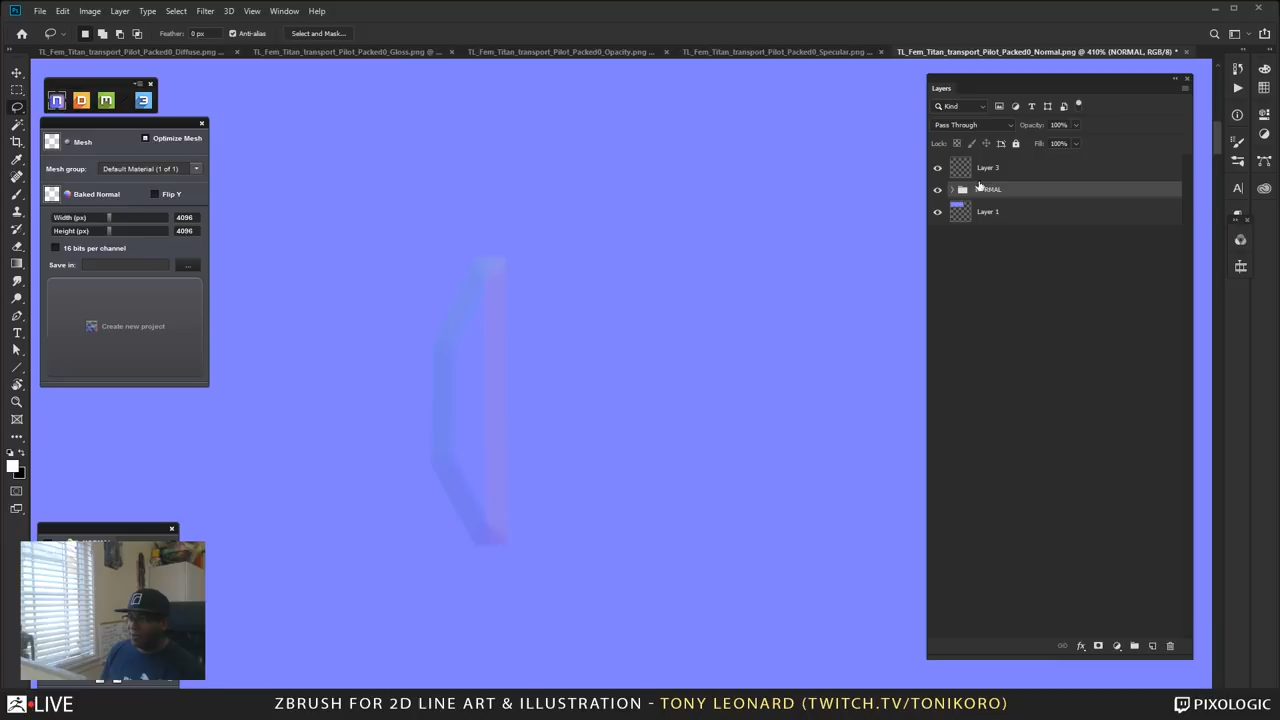 Ps File Edit Image Layer Type Select Filter 3D View Window Help
Feather: 0 px Anti-alias Select and Mask...
TL_Fem_Titan_transport_Pilot_Packed0_Diffuse.png ... × TL_Fem_Titan_transport_Pilot_Packed0_Gloss.png @ ... × TL_Fem_Titan_transport_Pilot_Packed0_Opacity.png ... × TL_Fem_Titan_transport_Pilot_Packed0_Specular.png ... × TL_Fem_Titan_transport_Pilot_Packed0_Normal.png @ 410% (NORMAL, RGB/8) * ×
Mesh Optimize Mesh
Mesh group: Default Material (1 of 1)
Baked Normal Flip Y
Width (px) 4096
Height (px) 4096
16 bits per channel
Save in: ...
Create new project
Layers
Kind
Pass Through Opacity: 100%
Lock: Fill: 100%
Layer 3
NORMAL
Layer 1
LIVE ZBRUSH FOR 2D LINE ART & ILLUSTRATION - TONY LEONARD (TWITCH.TV/TONIKORO) PIXOLOGIC